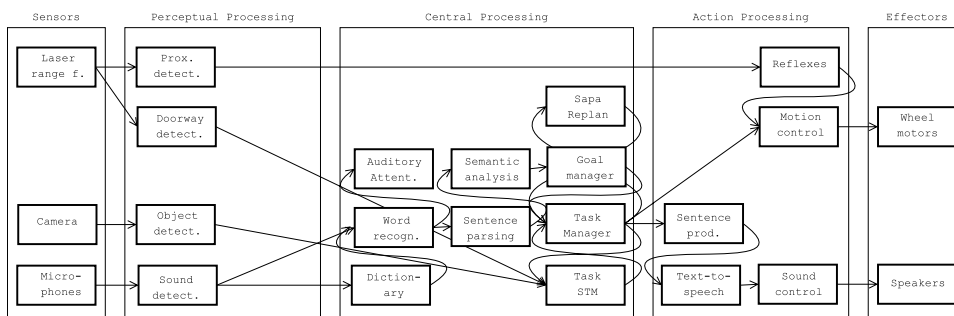 Sensors
Perceptual Processing
Central Processing
Action Processing
Effectors
Laser
range f.
Prox.
detect.
Reflexes
Doorway
detect.
Sapa
Replan
Motion
control
Wheel
motors
Auditory
Attent.
Semantic
analysis
Goal
manager
Camera
Object
detect.
Word
recogn.
Sentence
parsing
Task
Manager
Sentence
prod.
Micro-
phones
Sound
detect.
Diction-
ary
Task
STM
Text-to-
speech
Sound
control
Speakers